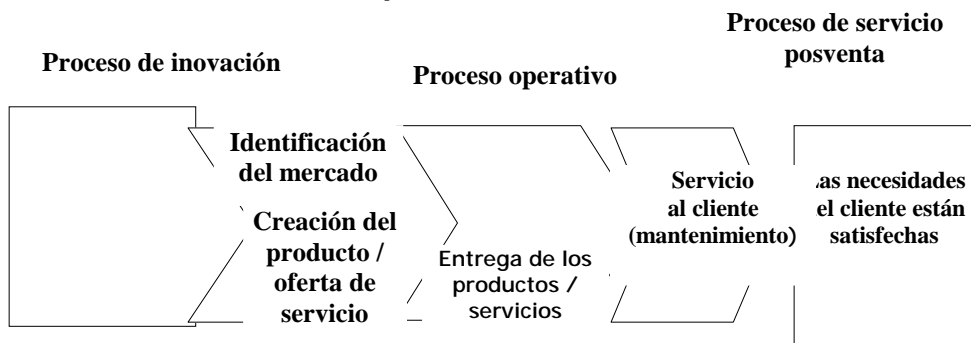 Proceso de inovación
Proceso operativo
Proceso de servicio
posventa
Identificación
del mercado
Creación del
producto /
oferta de
servicio
Entrega de los
productos /
servicios
Servicio
al cliente
(mantenimiento)
as necesidades
el cliente están
satisfechas